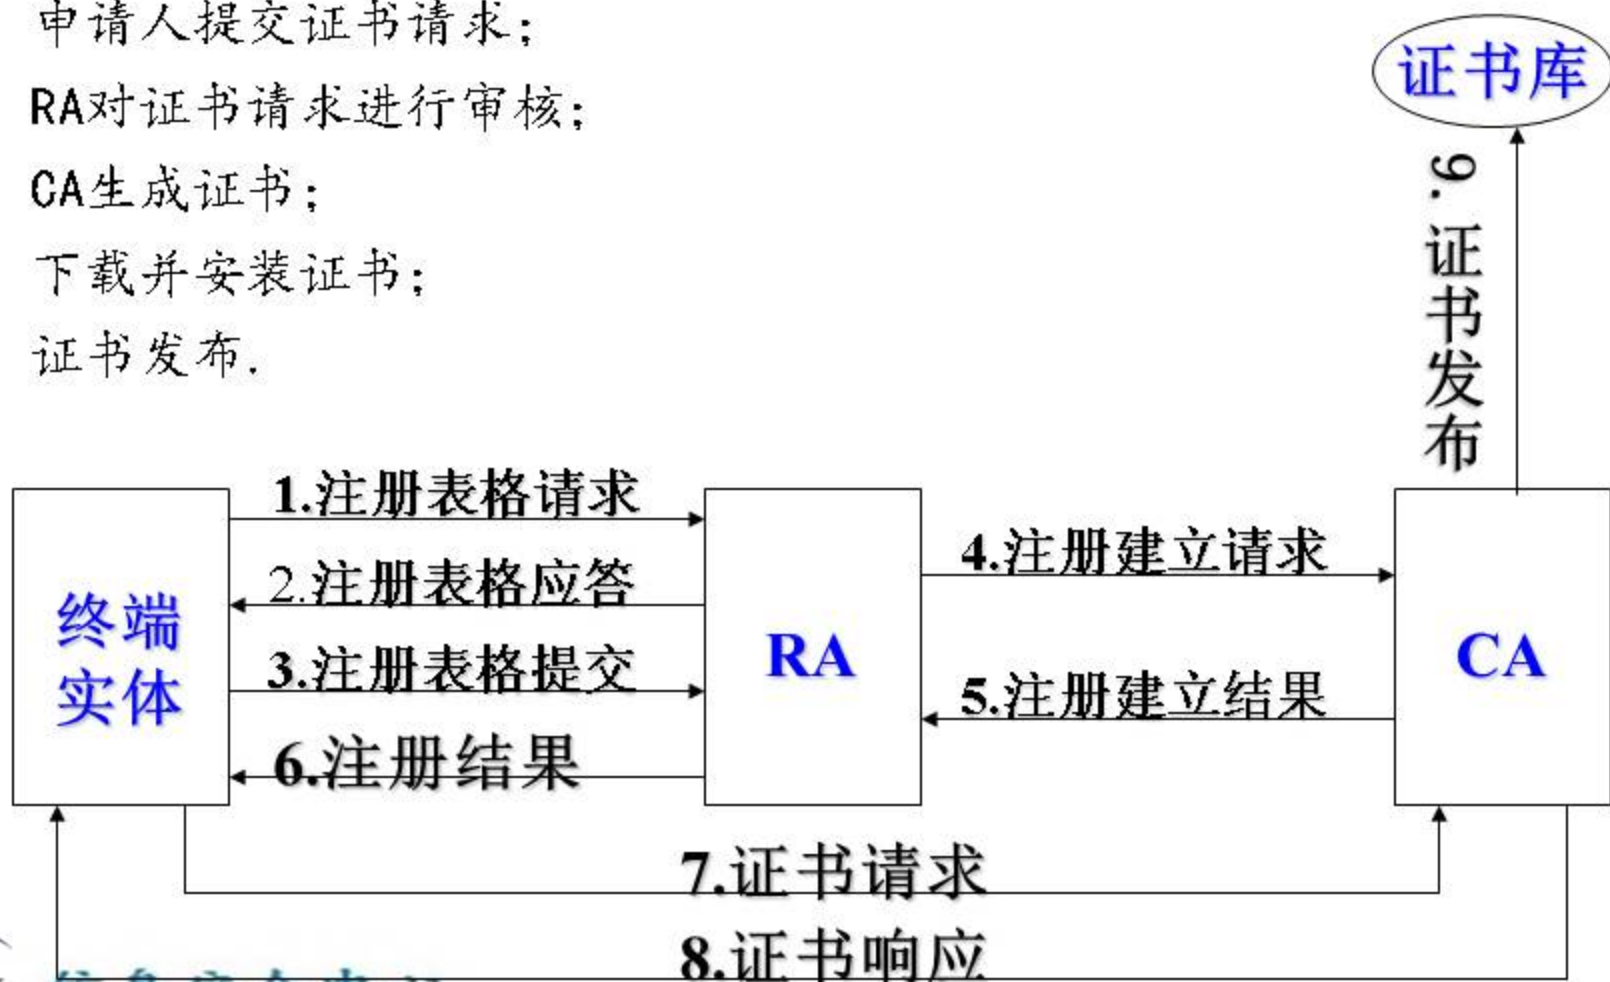 申请人提交证书请求;
RA对证书请求进行审核;
CA生成证书;
下载并安装证书;
证书发布.
证书库
9.证书发布
1.注册表格请求
2.注册表格应答
3.注册表格提交
6.注册结果
终端
实体
RA
4.注册建立请求
5.注册建立结果
CA
7.证书请求
8.证书响应